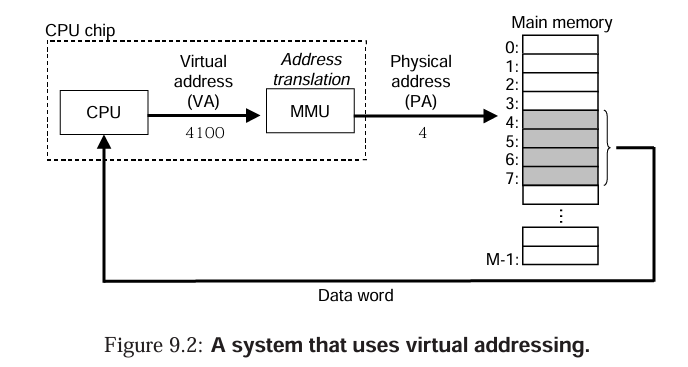 CPU chip
Virtual
address
(VA)
4100
Address
translation
Physical
address
(PA)
4
CPU
MMU
Main memory
0:
1:
2:
3:
4:
5:
6:
7:
...
M-1:
Data word
Figure 9.2: A system that uses virtual addressing.